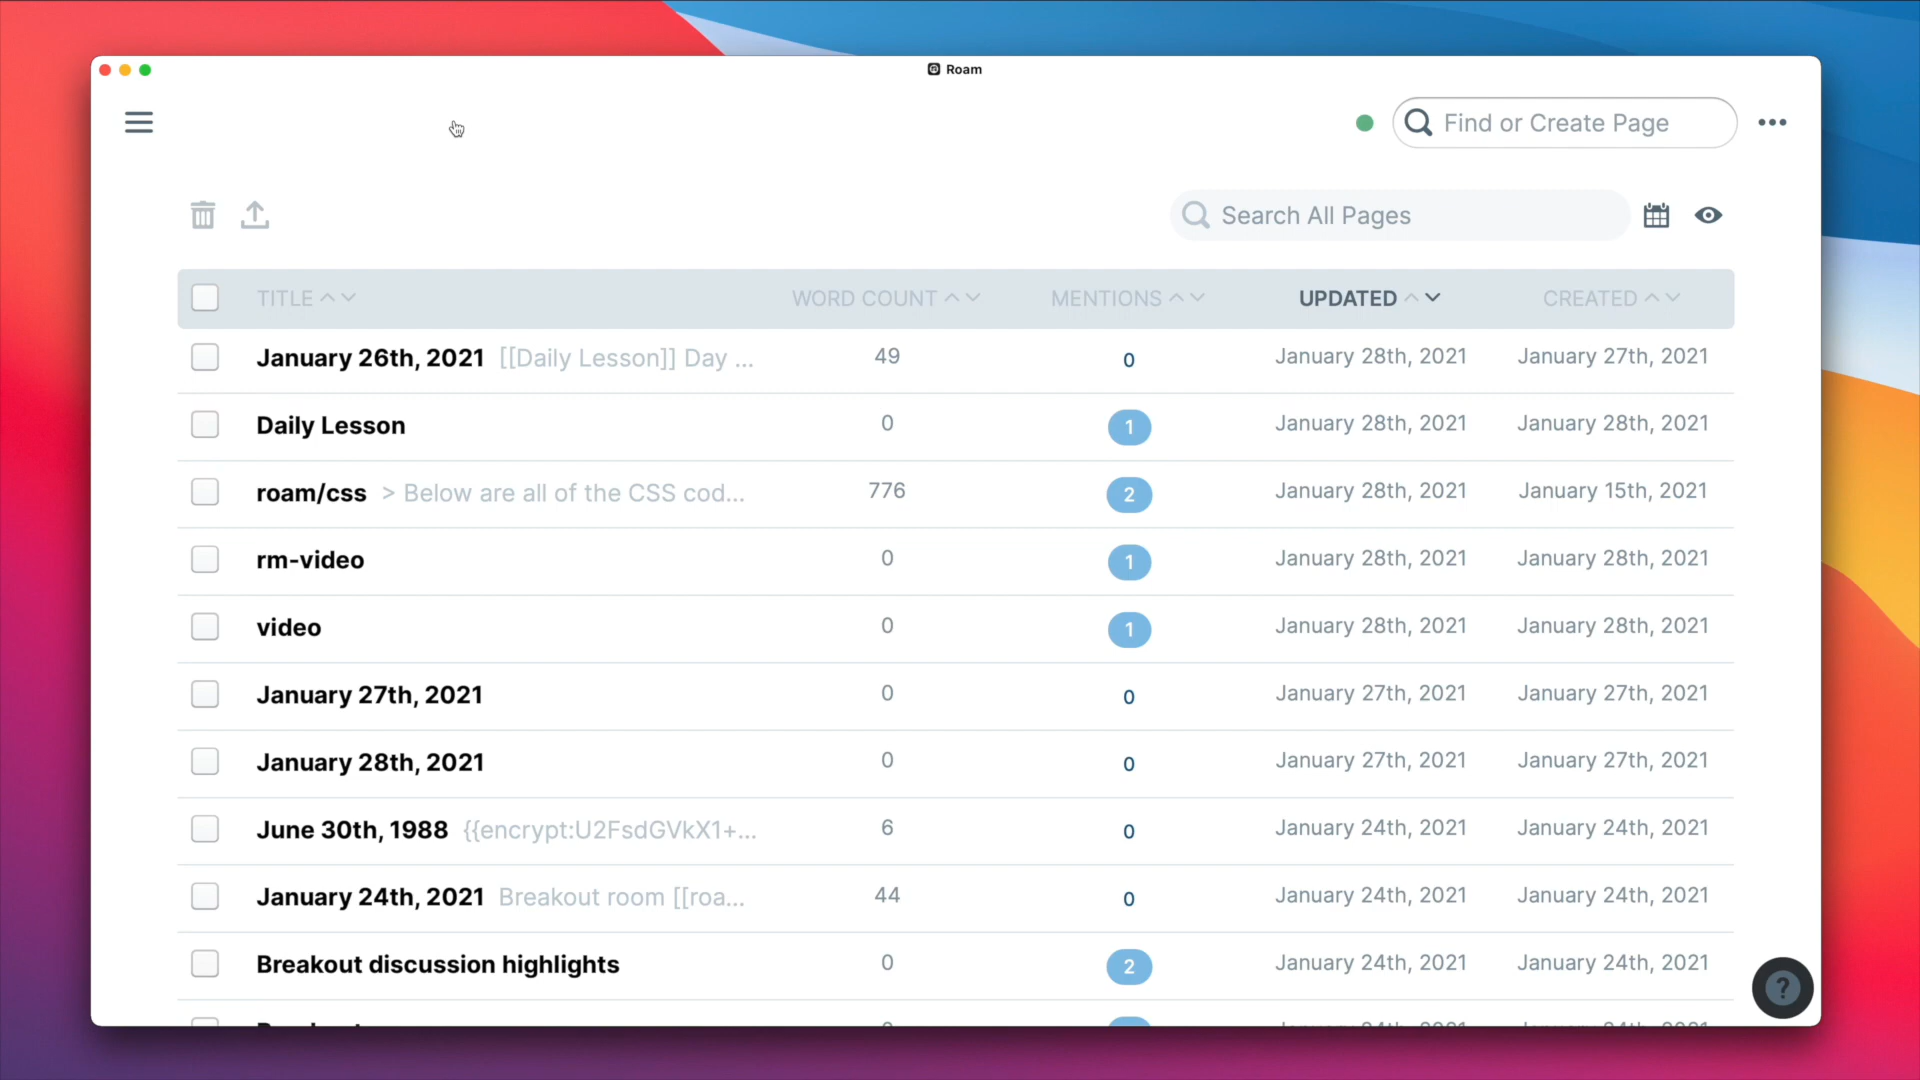 Roam
Find or Create Page
Search All Pages
TITLE WORD COUNT MENTIONS UPDATED CREATED
January 26th, 2021 [[Daily Lesson]] Day ... 49 0 January 28th, 2021 January 27th, 2021
Daily Lesson 0 1 January 28th, 2021 January 28th, 2021
roam/css > Below are all of the CSS cod... 776 2 January 28th, 2021 January 15th, 2021
rm-video 0 1 January 28th, 2021 January 28th, 2021
video 0 1 January 28th, 2021 January 28th, 2021
January 27th, 2021 0 0 January 27th, 2021 January 27th, 2021
January 28th, 2021 0 0 January 27th, 2021 January 27th, 2021
June 30th, 1988 {{encrypt:U2FsdGVkX1+... 6 0 January 24th, 2021 January 24th, 2021
January 24th, 2021 Breakout room [[roa... 44 0 January 24th, 2021 January 24th, 2021
Breakout discussion highlights 0 2 January 24th, 2021 January 24th, 2021
?